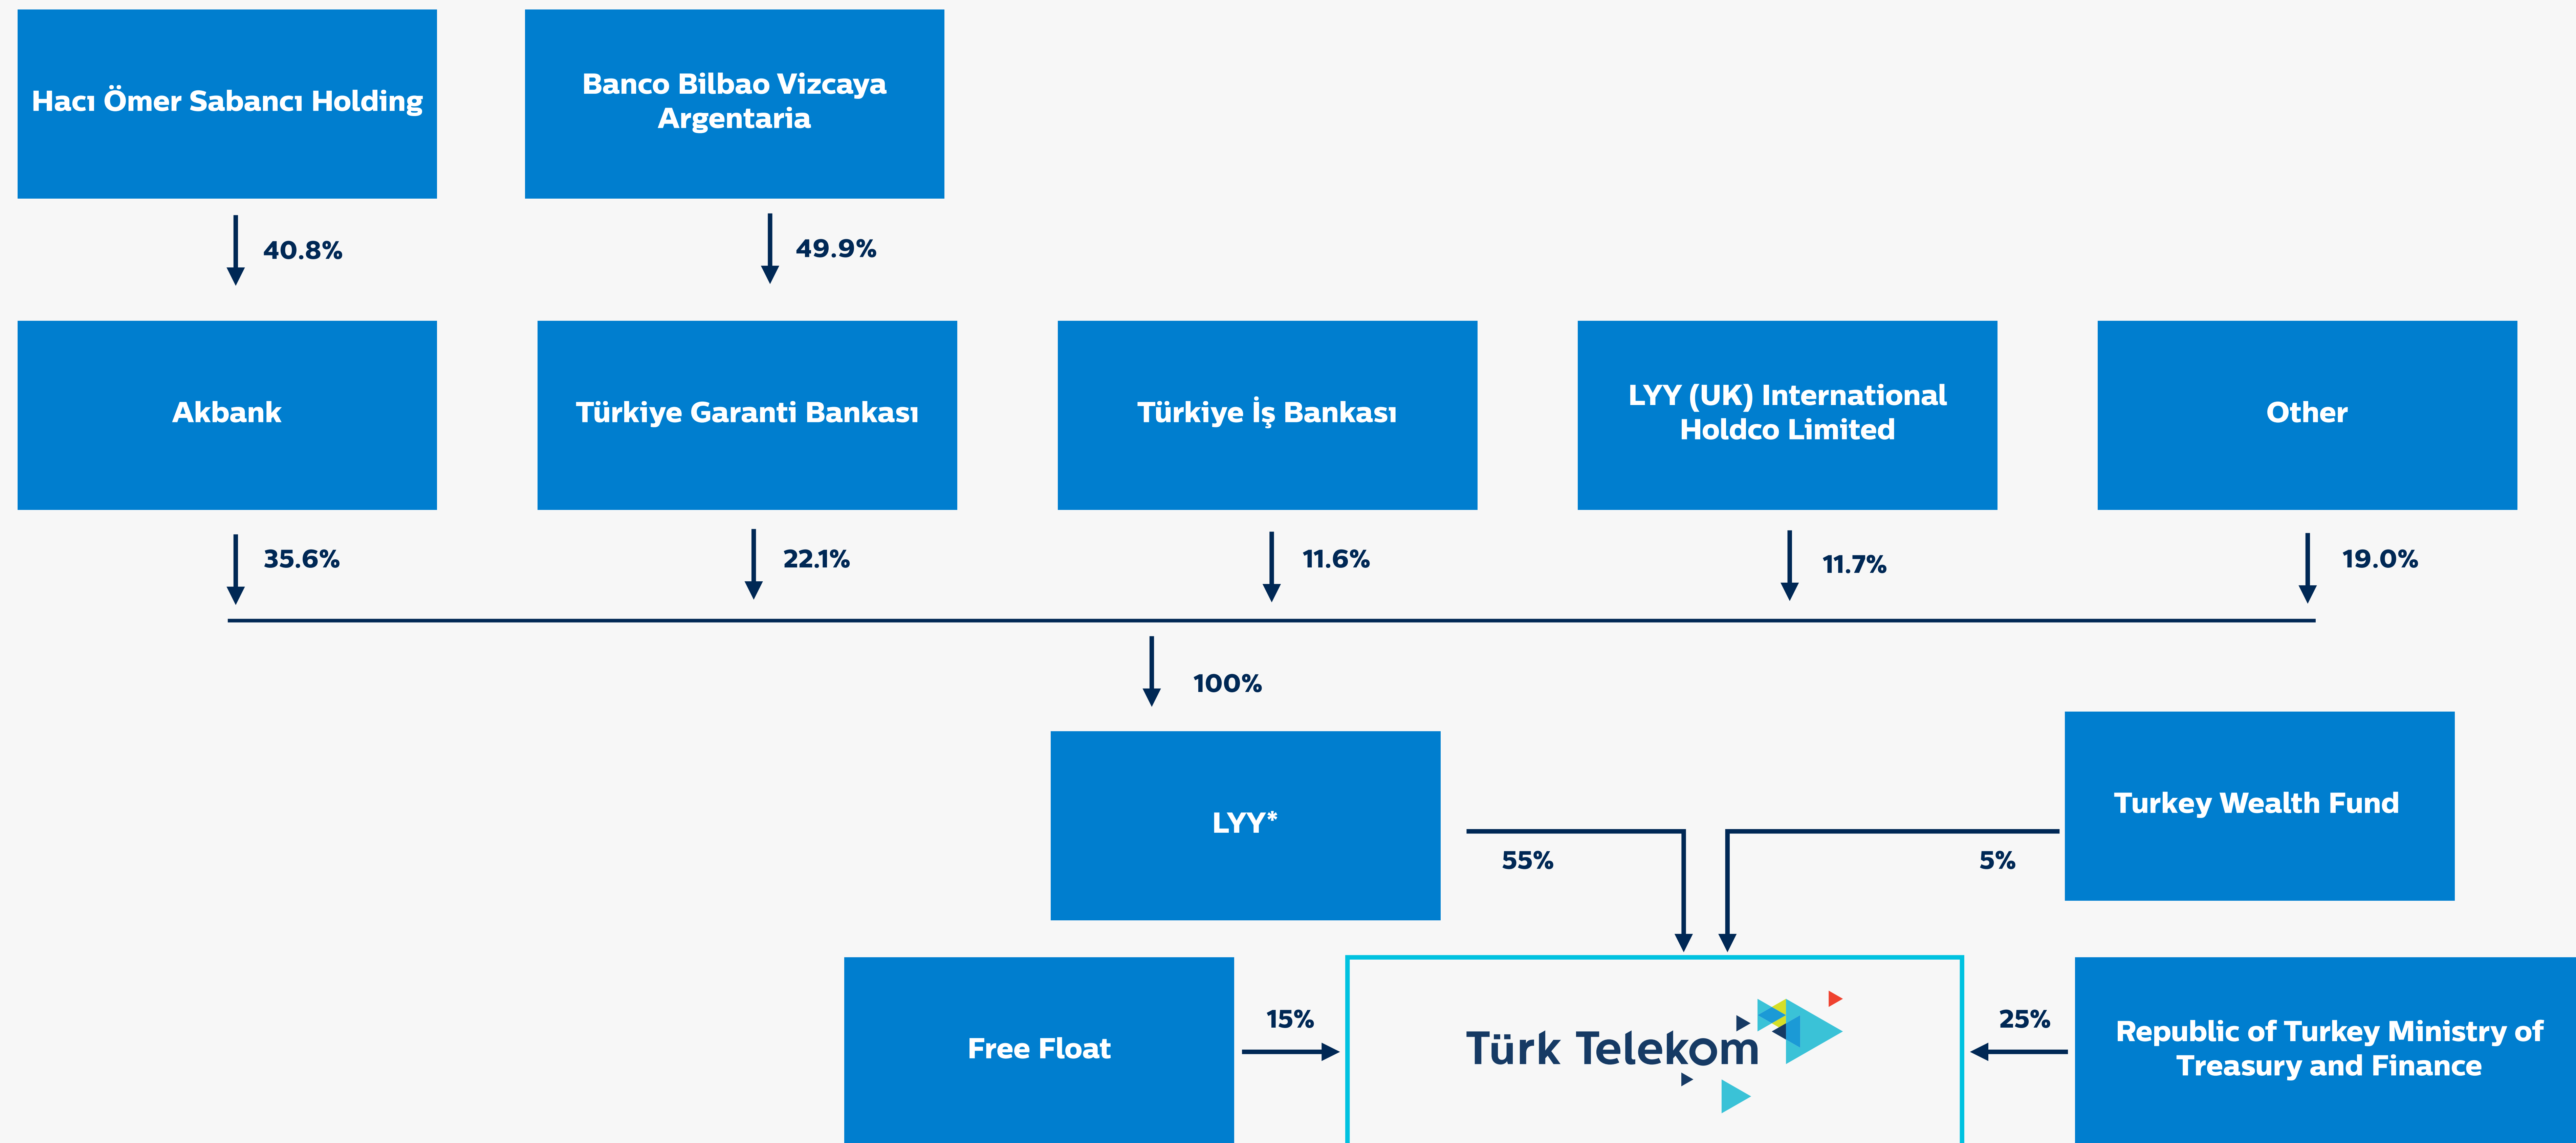 Hacı Ömer Sabancı Holding
Banco Bilbao Vizcaya
Argentaria
40.8%
49.9%
Akbank
Türkiye Garanti Bankası
Türkiye İş Bankası
LYY (UK) International
Holdco Limited
Other
35.6%
22.1%
11.6%
11.7%
19.0%
100%
LYY*
Turkey Wealth Fund
55%
5%
Free Float
15%
Türk Telekom
25%
Republic of Turkey Ministry of
Treasury and Finance